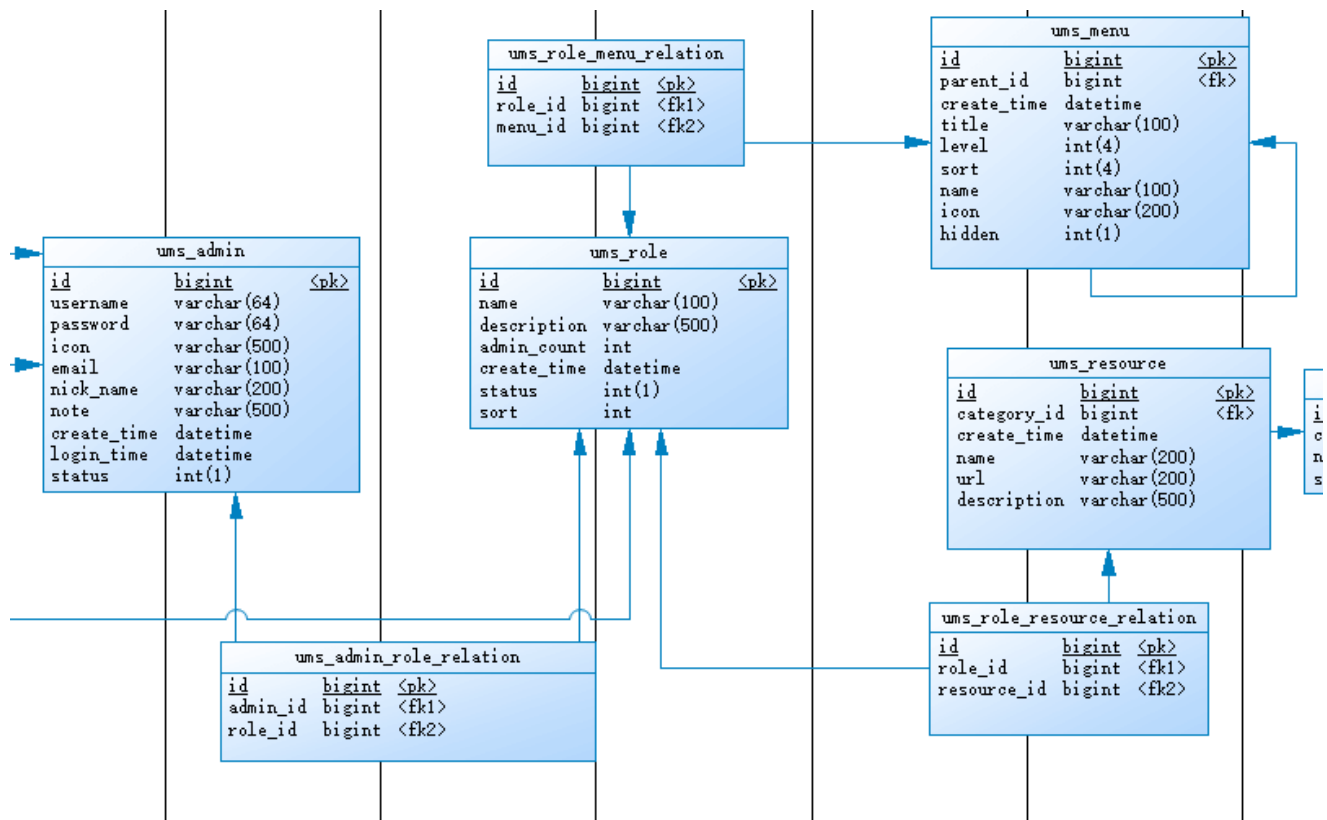 ums_role_menu_relation
id bigint <pk>
role_id bigint <fk1>
menu_id bigint <fk2>
ums_menu
id bigint <pk>
parent_id bigint <fk>
create_time datetime
title varchar(100)
level int(4)
sort int(4)
name varchar(100)
icon varchar(200)
hidden int(1)
ums_admin
id bigint <pk>
username varchar(64)
password varchar(64)
icon varchar(500)
email varchar(100)
nick_name varchar(200)
note varchar(500)
create_time datetime
login_time datetime
status int(1)
ums_role
id bigint <pk>
name varchar(100)
description varchar(500)
admin_count int
create_time datetime
status int(1)
sort int
ums_resource
id bigint <pk>
category_id bigint <fk>
create_time datetime
name varchar(200)
url varchar(200)
description varchar(500)
ums_admin_role_relation
id bigint <pk>
admin_id bigint <fk1>
role_id bigint <fk2>
ums_role_resource_relation
id bigint <pk>
role_id bigint <fk1>
resource_id bigint <fk2>